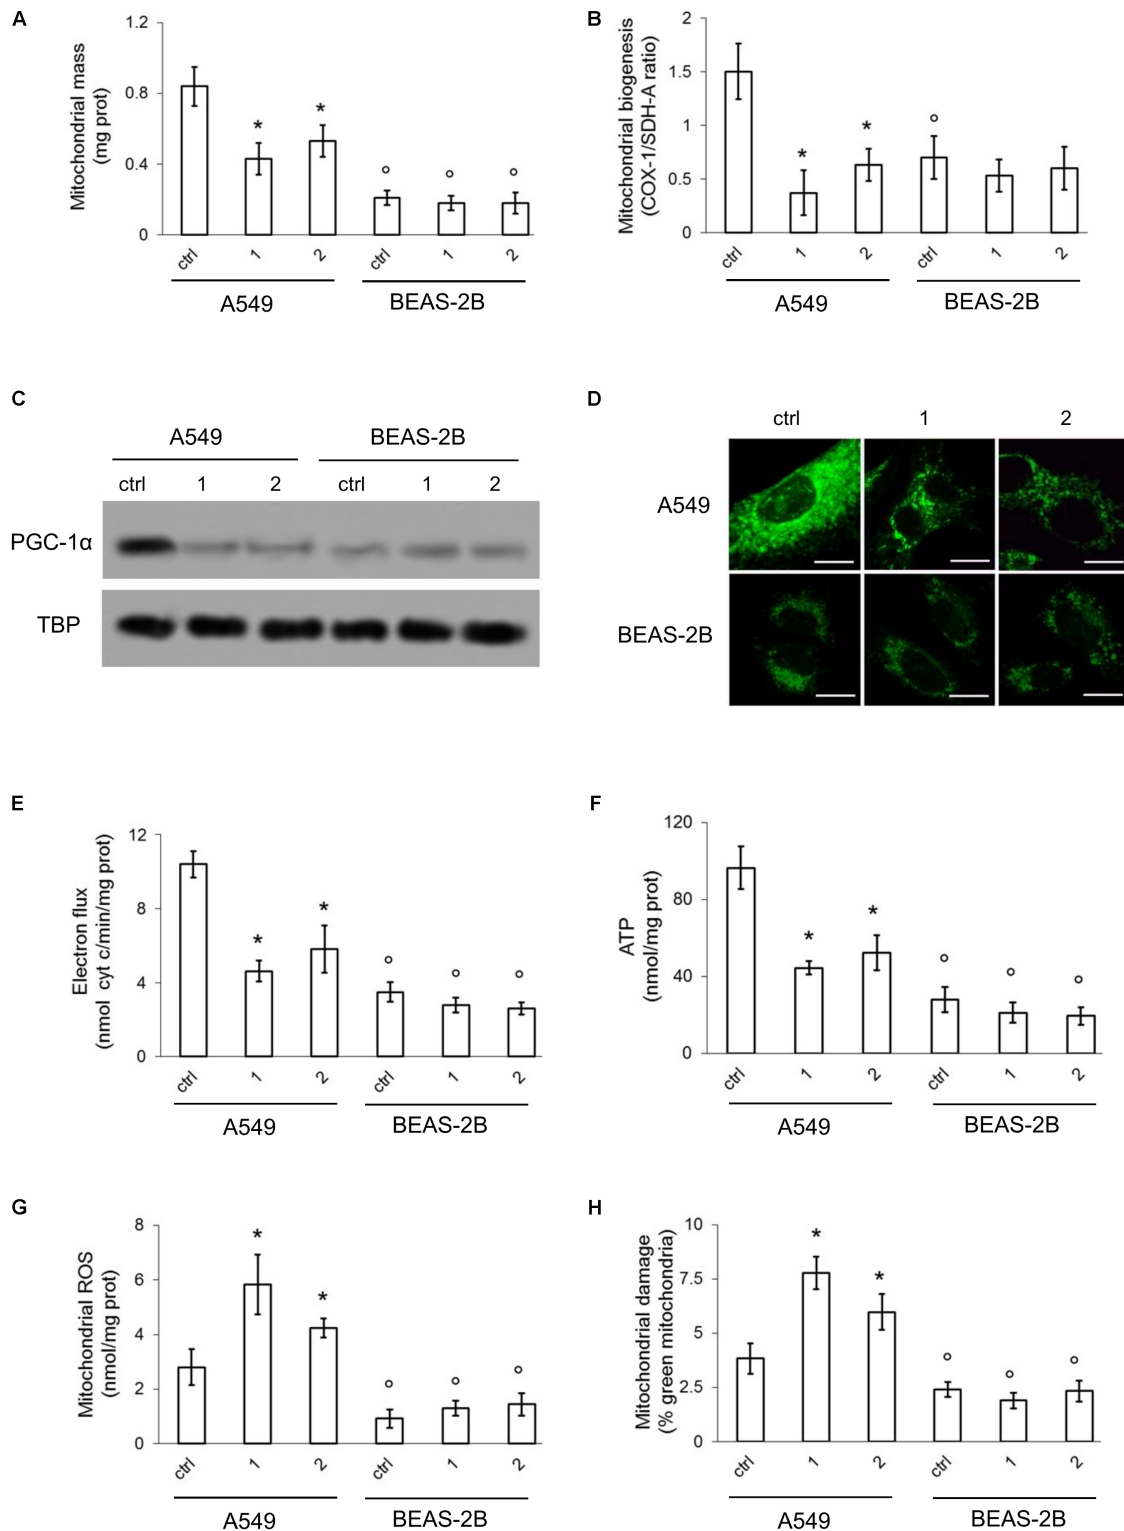 A
Mitochondrial mass
(mg prot)
1.2
0.8
0.4
0
*
*
°
°
°
ctrl 1 2 ctrl 1 2
A549 BEAS-2B
B
Mitochondrial biogenesis
(COX-1/SDH-A ratio)
2
1.5
1
0.5
0
*
*
°
ctrl 1 2 ctrl 1 2
A549 BEAS-2B
C
A549 BEAS-2B
ctrl 1 2 ctrl 1 2
PGC-1α
TBP
D
ctrl 1 2
A549
BEAS-2B
E
Electron flux
(nmol cyt c/min/mg prot)
12
8
4
0
*
*
°
°
°
ctrl 1 2 ctrl 1 2
A549 BEAS-2B
F
ATP
(nmol/mg prot)
120
80
40
0
*
*
°
°
°
ctrl 1 2 ctrl 1 2
A549 BEAS-2B
G
Mitochondrial ROS
(nmol/mg prot)
8
6
4
2
0
*
*
°
°
°
ctrl 1 2 ctrl 1 2
A549 BEAS-2B
H
Mitochondrial damage
(% green mitochondria)
10
7.5
5
2.5
0
*
*
°
°
°
ctrl 1 2 ctrl 1 2
A549 BEAS-2B